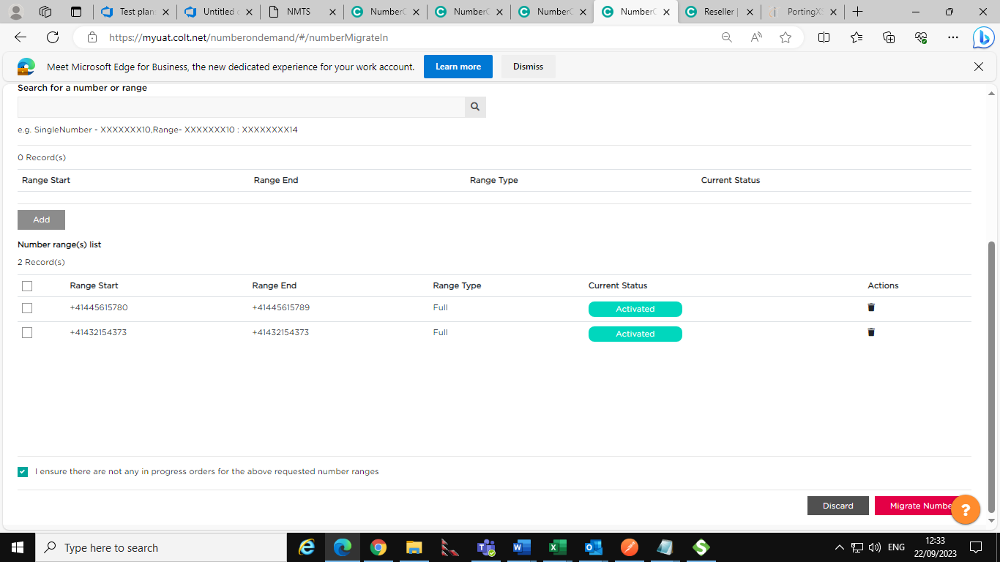 Test plan
Untitled
NMTS
Number
Number
Number
Number
Reseller |
PortingXS
https://myuat.colt.net/numberondemand/#/numberMigrateIn
Meet Microsoft Edge for Business, the new dedicated experience for your work account. Learn more Dismiss
Search for a number or range
e.g. SingleNumber - XXXXXXX10,Range- XXXXXXX10 : XXXXXXXX14
0 Record(s)
Range Start Range End Range Type Current Status
Add
Number range(s) list
2 Record(s)
Range Start Range End Range Type Current Status Actions
+41445615780 +41445615789 Full Activated
+41432154373 +41432154373 Full Activated
I ensure there are not any in progress orders for the above requested number ranges
Discard Migrate Numbe
?
Type here to search
ENG
12:33
22/09/2023